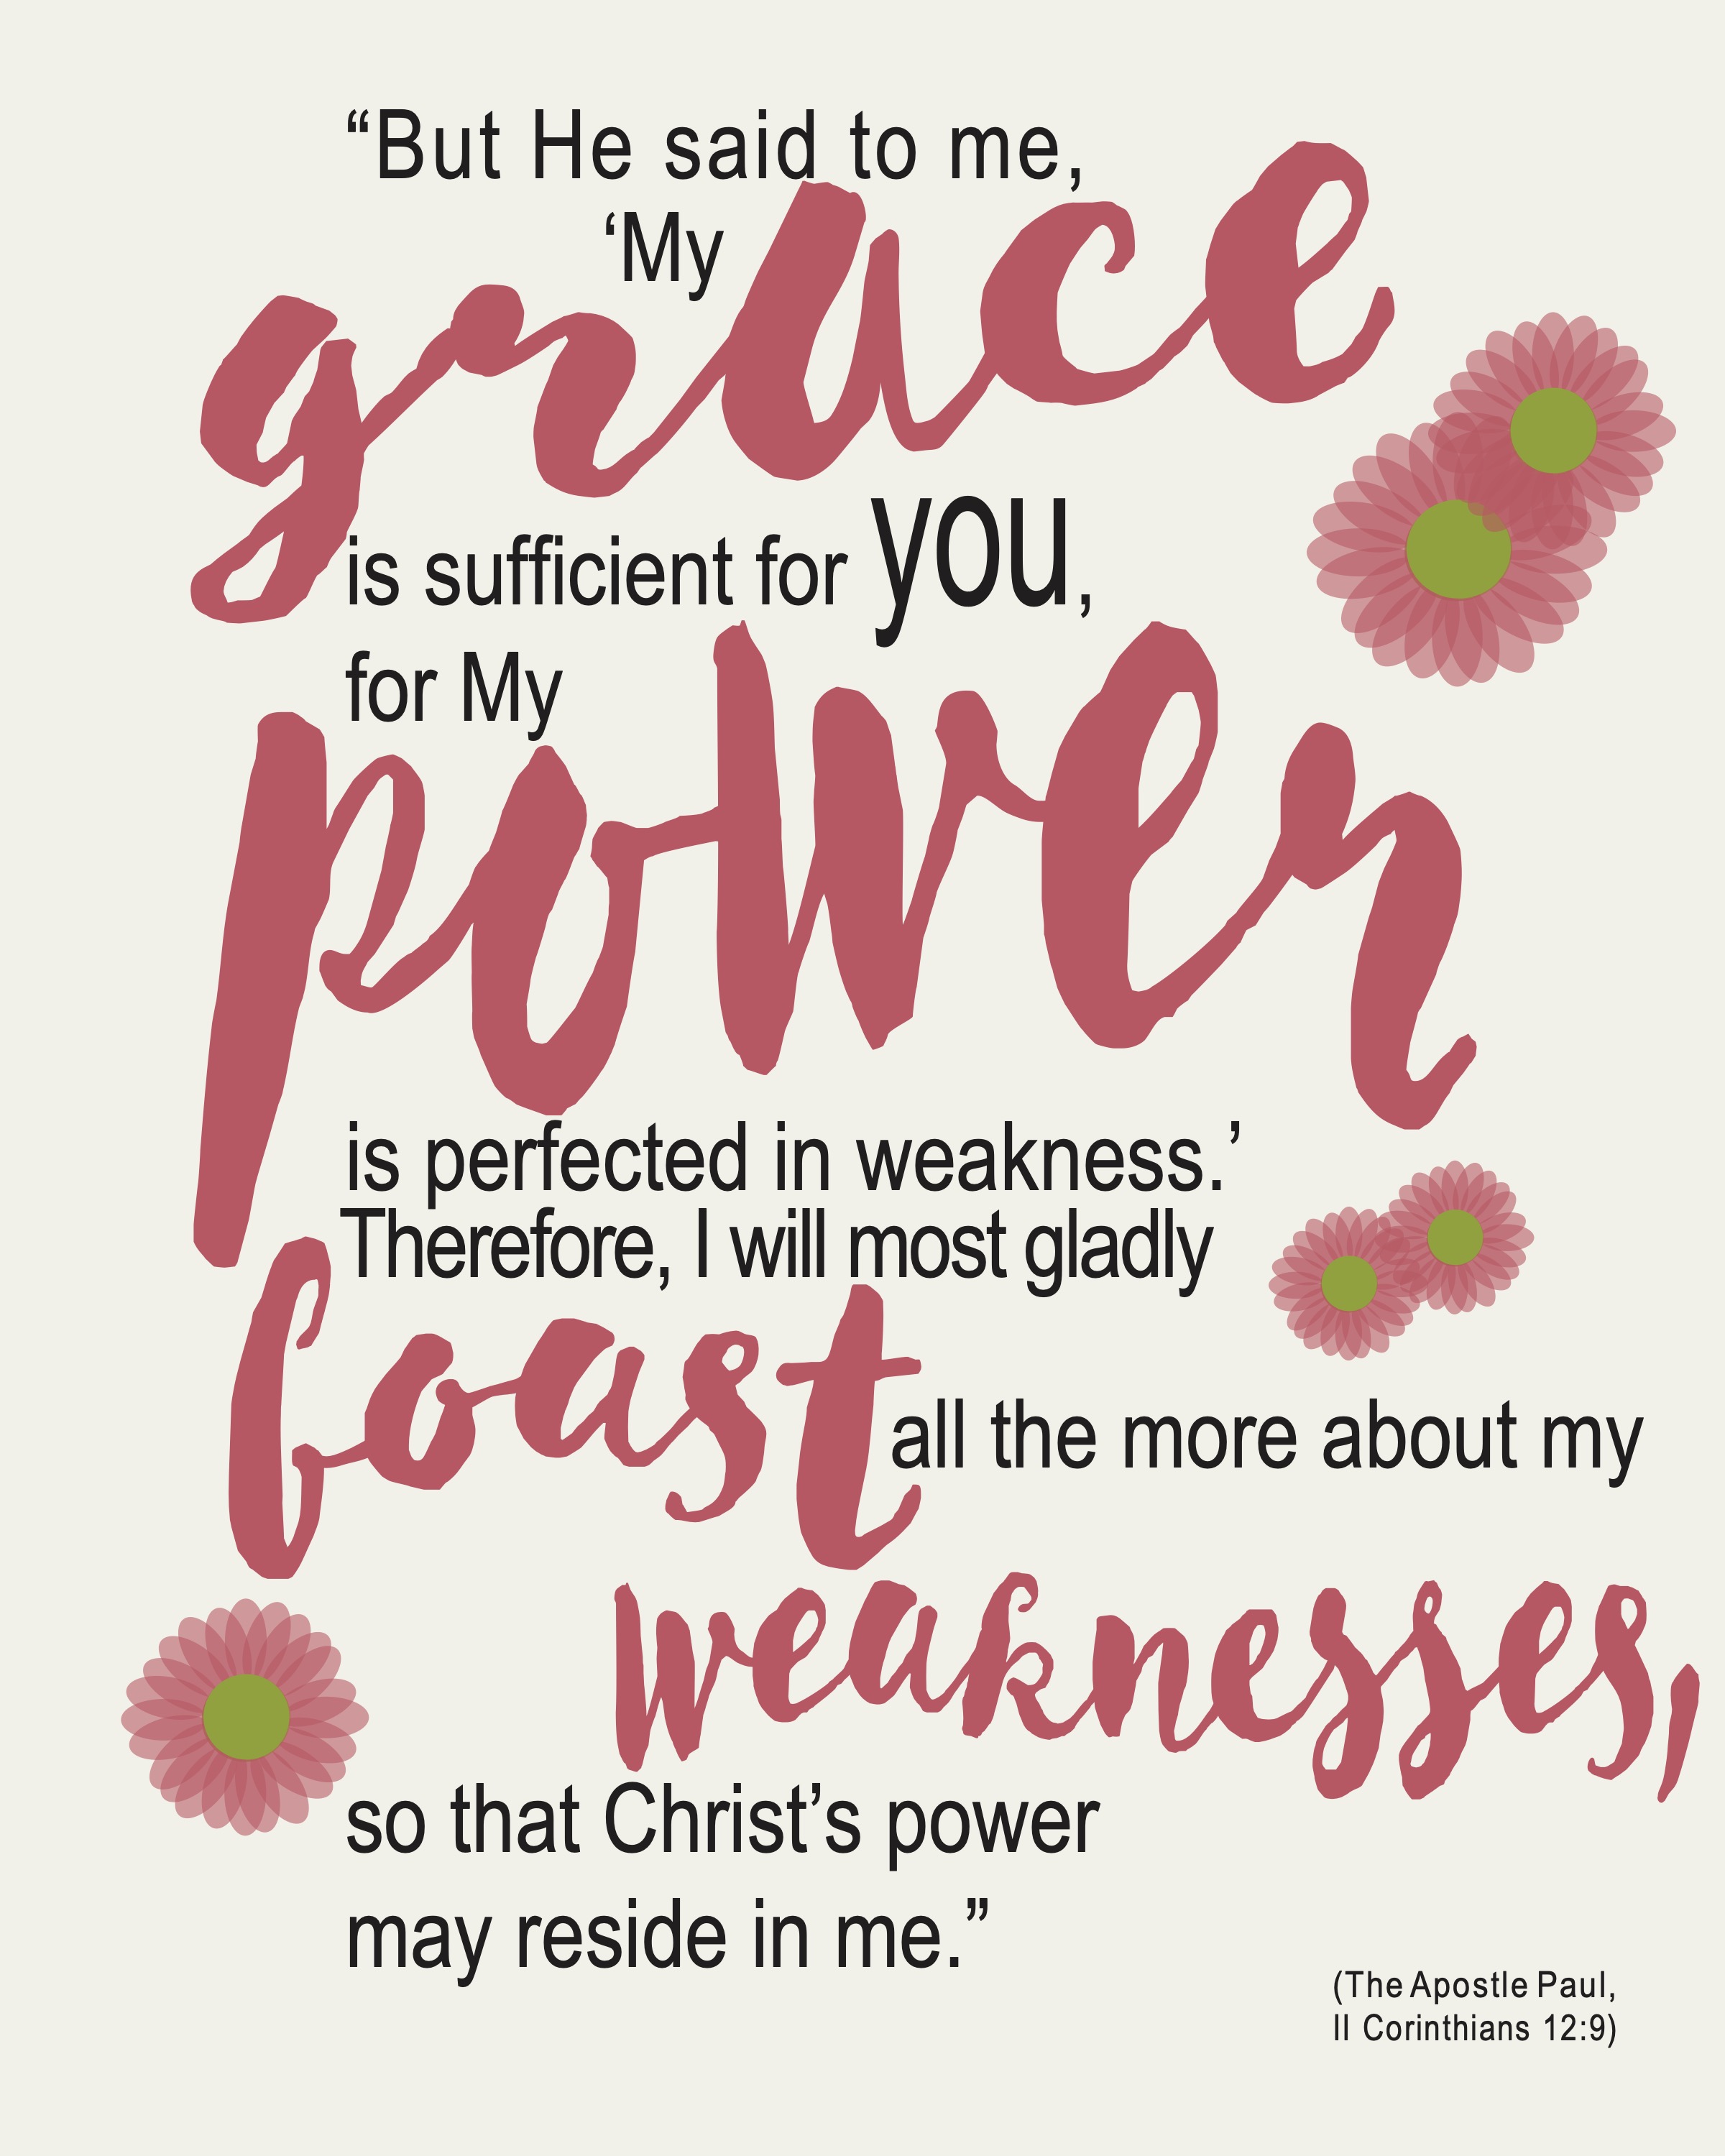 “But He said to me,
‘My
grace
is sufficient for you,
for My
power
is perfected in weakness.’
Therefore, I will most gladly
boast all the more about my
weaknesses,
so that Christ’s power
may reside in me.”
(The Apostle Paul,
II Corinthians 12:9)